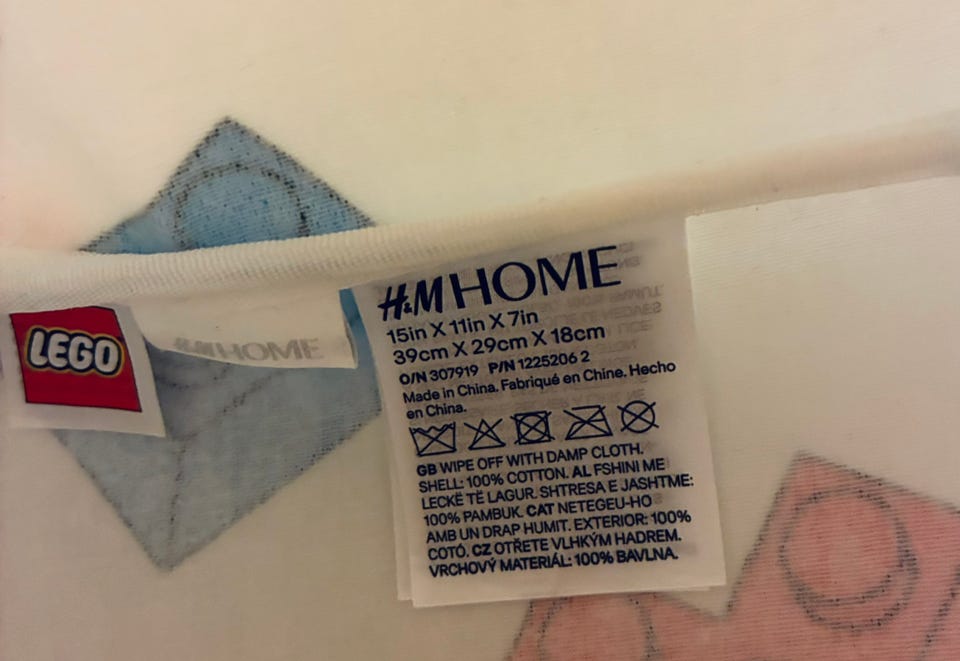 LEGO
H&M HOME
H&M HOME
15in X 11in X 7in
39cm X 29cm X 18cm
O/N 307919 P/N 1225206 2
Made in China. Fabriqué en Chine. Hecho
en China.
GB WIPE OFF WITH DAMP CLOTH.
SHELL: 100% COTTON. AL FSHINI ME
LECKË TË LAGUR. SHTRESA E JASHTME:
100% PAMBUK. CAT NETEGEU-HO
AMB UN DRAP HUMIT. EXTERIOR: 100%
COTÓ. CZ OTŘETE VLHKÝM HADREM.
VRCHOVÝ MATERIÁL: 100% BAVLNA.